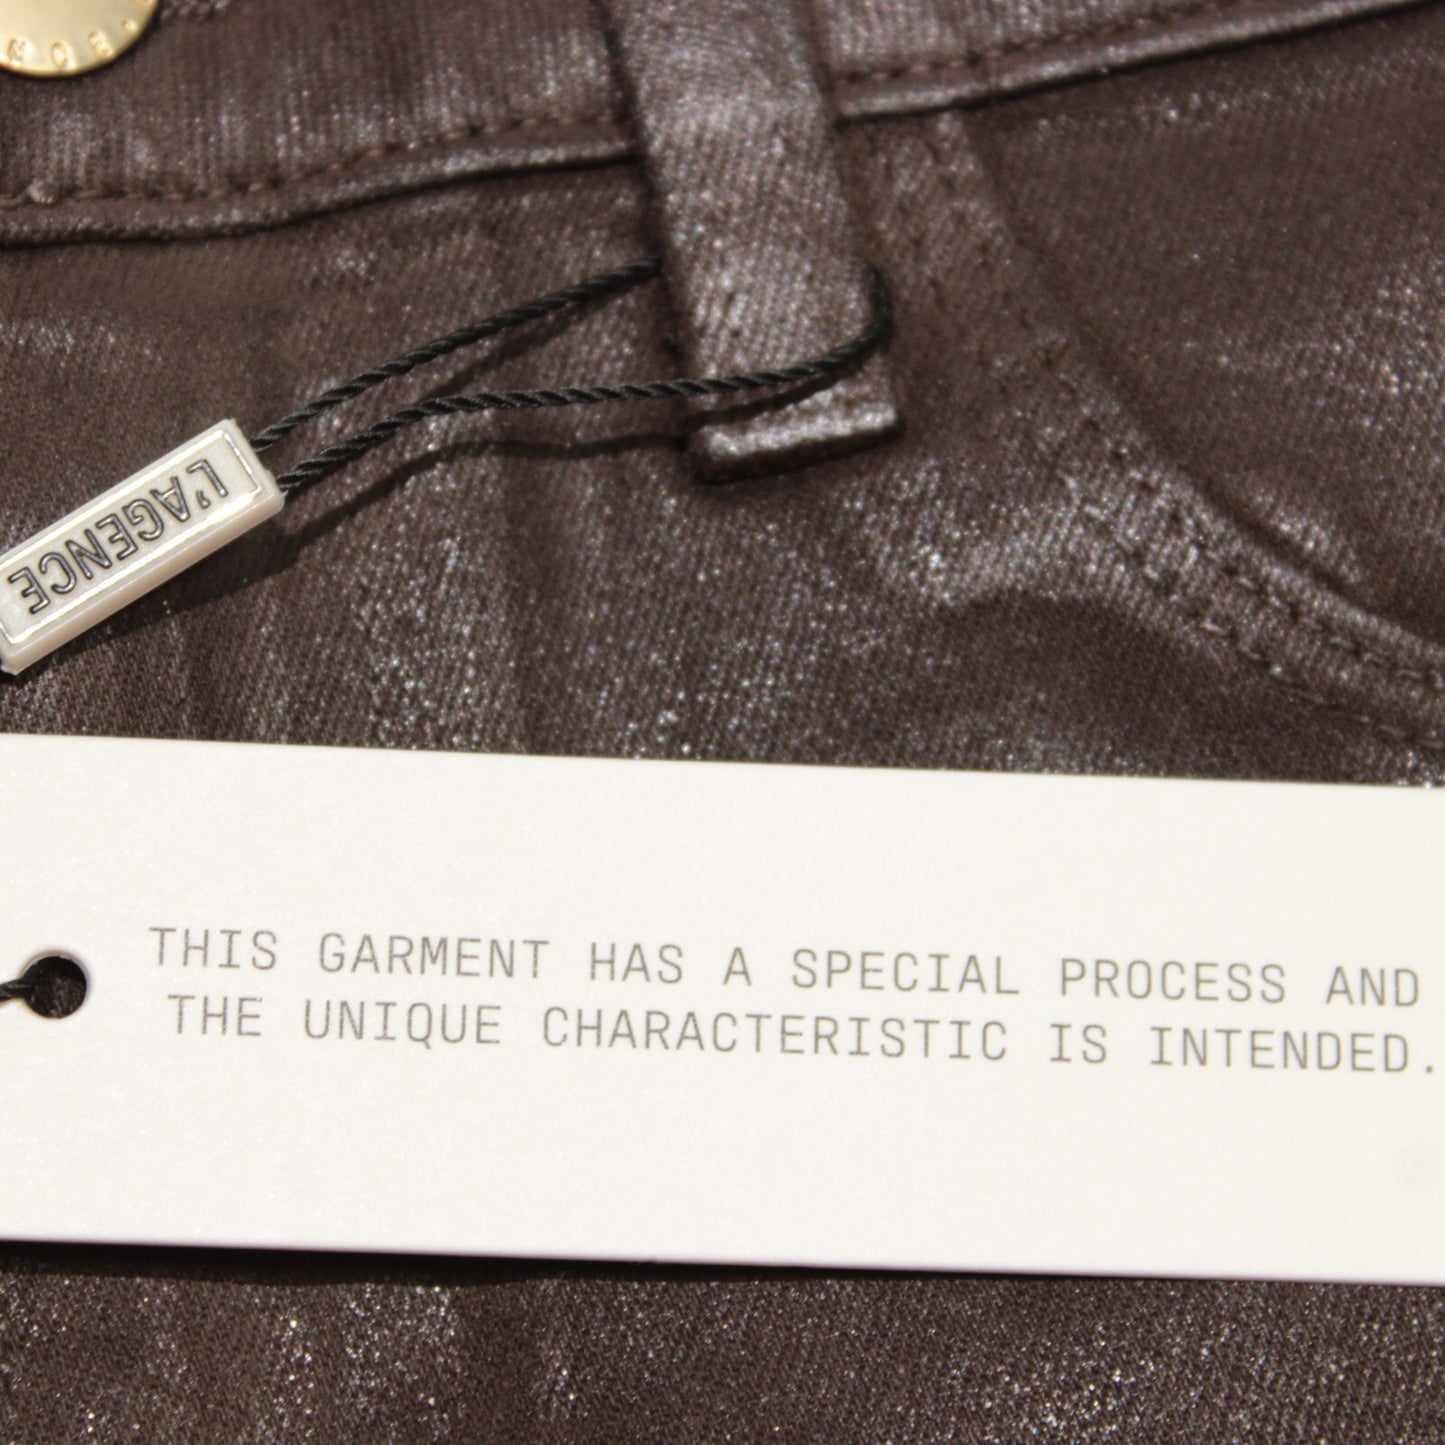 L'AGENCE
THIS GARMENT HAS A SPECIAL PROCESS AND
THE UNIQUE CHARACTERISTIC IS INTENDED.